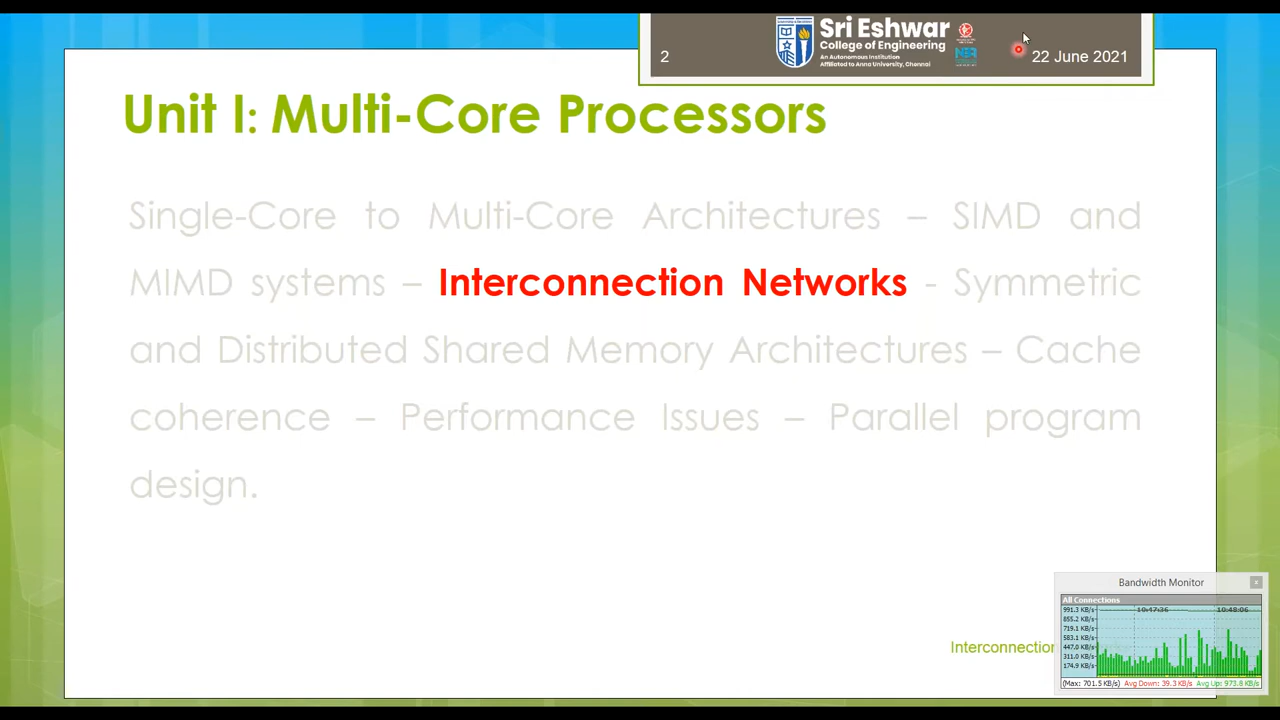 2
Sri Eshwar
College of Engineering
An Autonomous Institution
Affiliated to Anna University, Chennai
22 June 2021
Unit I: Multi-Core Processors
Single-Core to Multi-Core Architectures – SIMD and
MIMD systems – Interconnection Networks - Symmetric
and Distributed Shared Memory Architectures – Cache
coherence – Performance Issues – Parallel program
design.
Interconnection
Bandwidth Monitor
All Connections
991.3 KB/s
855.2 KB/s
719.1 KB/s
583.1 KB/s
447.0 KB/s
311.0 KB/s
174.9 KB/s
10:47:36
10:48:06
(Max: 701.5 KB/s) Avg Down: 39.3 KB/s Avg Up: 973.8 KB/s